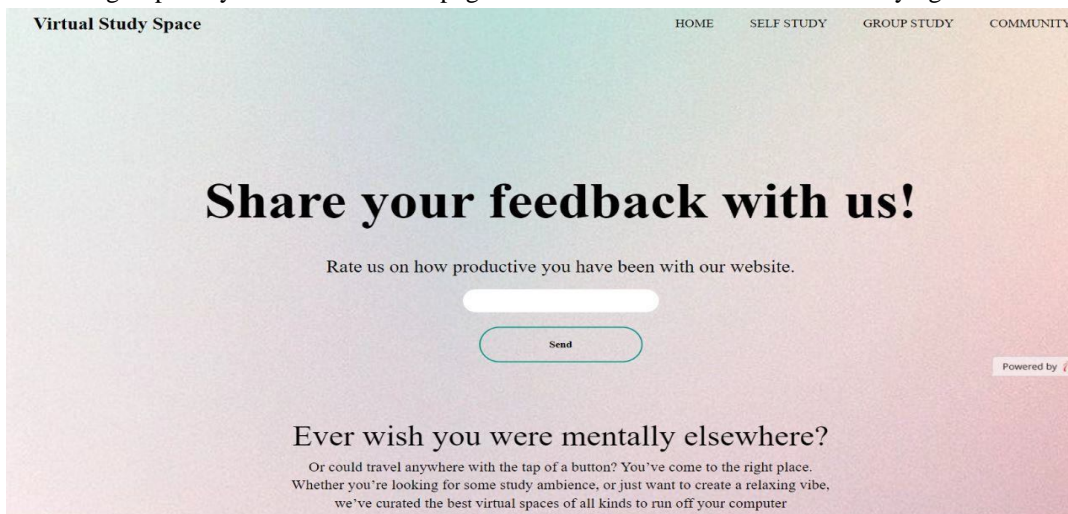 Virtual Study Space HOME SELF STUDY GROUP STUDY COMMUNITY
Share your feedback with us!
Rate us on how productive you have been with our website.
Send
Powered by
Ever wish you were mentally elsewhere?
Or could travel anywhere with the tap of a button? You've come to the right place.
Whether you're looking for some study ambience, or just want to create a relaxing vibe,
we've curated the best virtual spaces of all kinds to run off your computer